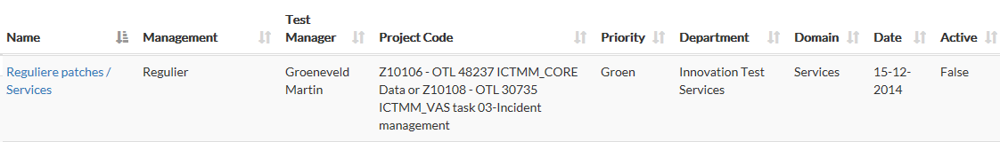 Name Management Test Manager Project Code Priority Department Domain Date Active
Reguliere patches / Regulier Groeneveld Z10106 - OTL 48237 ICTMM_CORE Groen Innovation Test Services 15-12- False
Services Martin Data or Z10108 - OTL 30735 Services 2014
ICTMM_VAS task 03-Incident
management